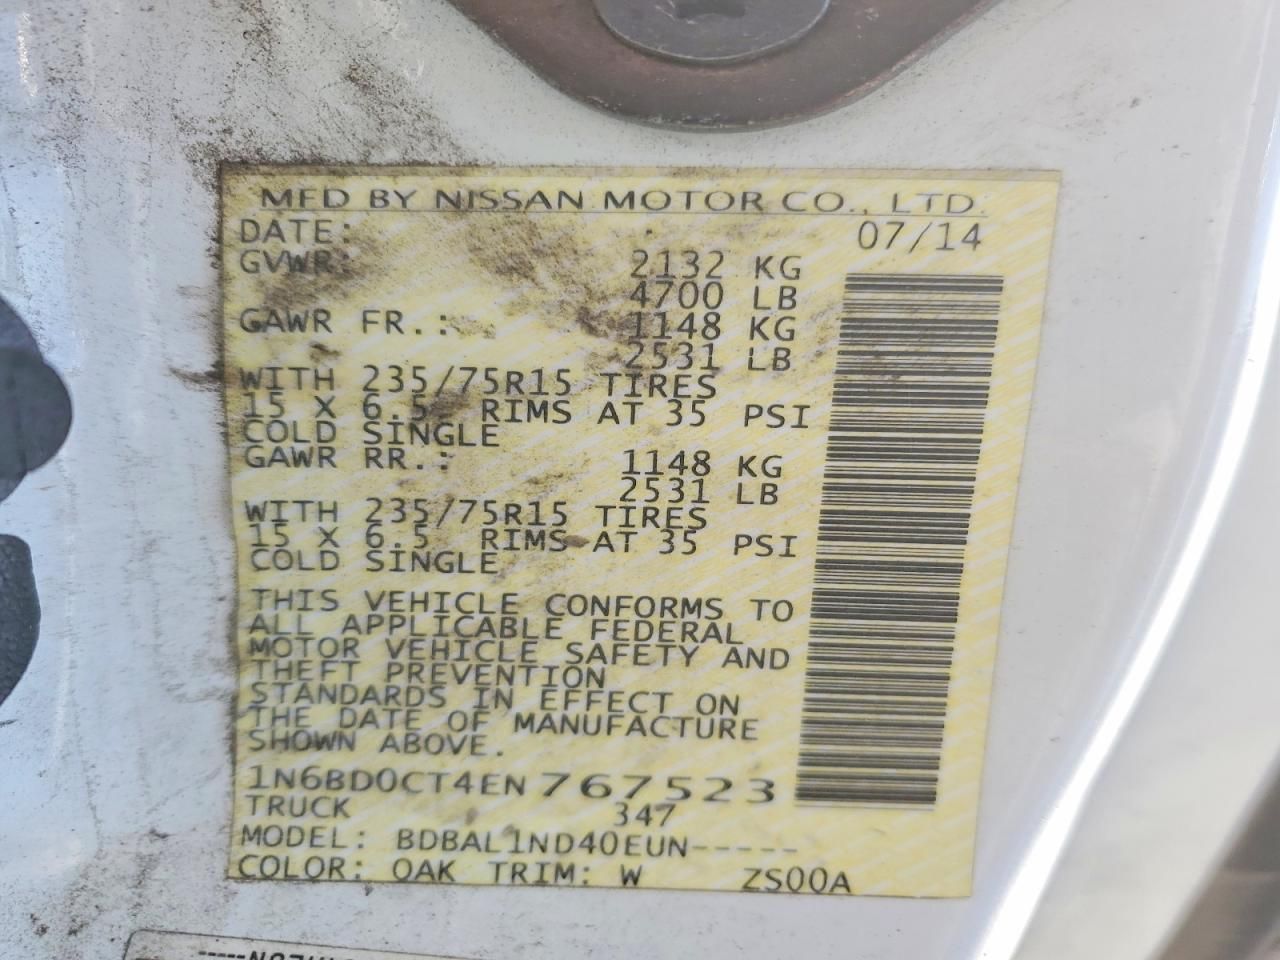 MFD BY NISSAN MOTOR CO., LTD.
DATE: 07/14
GVWR: 2132 KG
4700 LB
GAWR FR.: 1148 KG
2531 LB
WITH 235/75R15 TIRES
15 X 6.5 RIMS AT 35 PSI
COLD SINGLE
GAWR RR.: 1148 KG
2531 LB
WITH 235/75R15 TIRES
15 X 6.5 RIMS AT 35 PSI
COLD SINGLE
THIS VEHICLE CONFORMS TO
ALL APPLICABLE FEDERAL
MOTOR VEHICLE SAFETY AND
THEFT PREVENTION
STANDARDS IN EFFECT ON
THE DATE OF MANUFACTURE
SHOWN ABOVE.
1N6BD0CT4EN767523
TRUCK 347
MODEL: BDBAL1ND40EUN-----
COLOR: QAK TRIM: W ZS00A